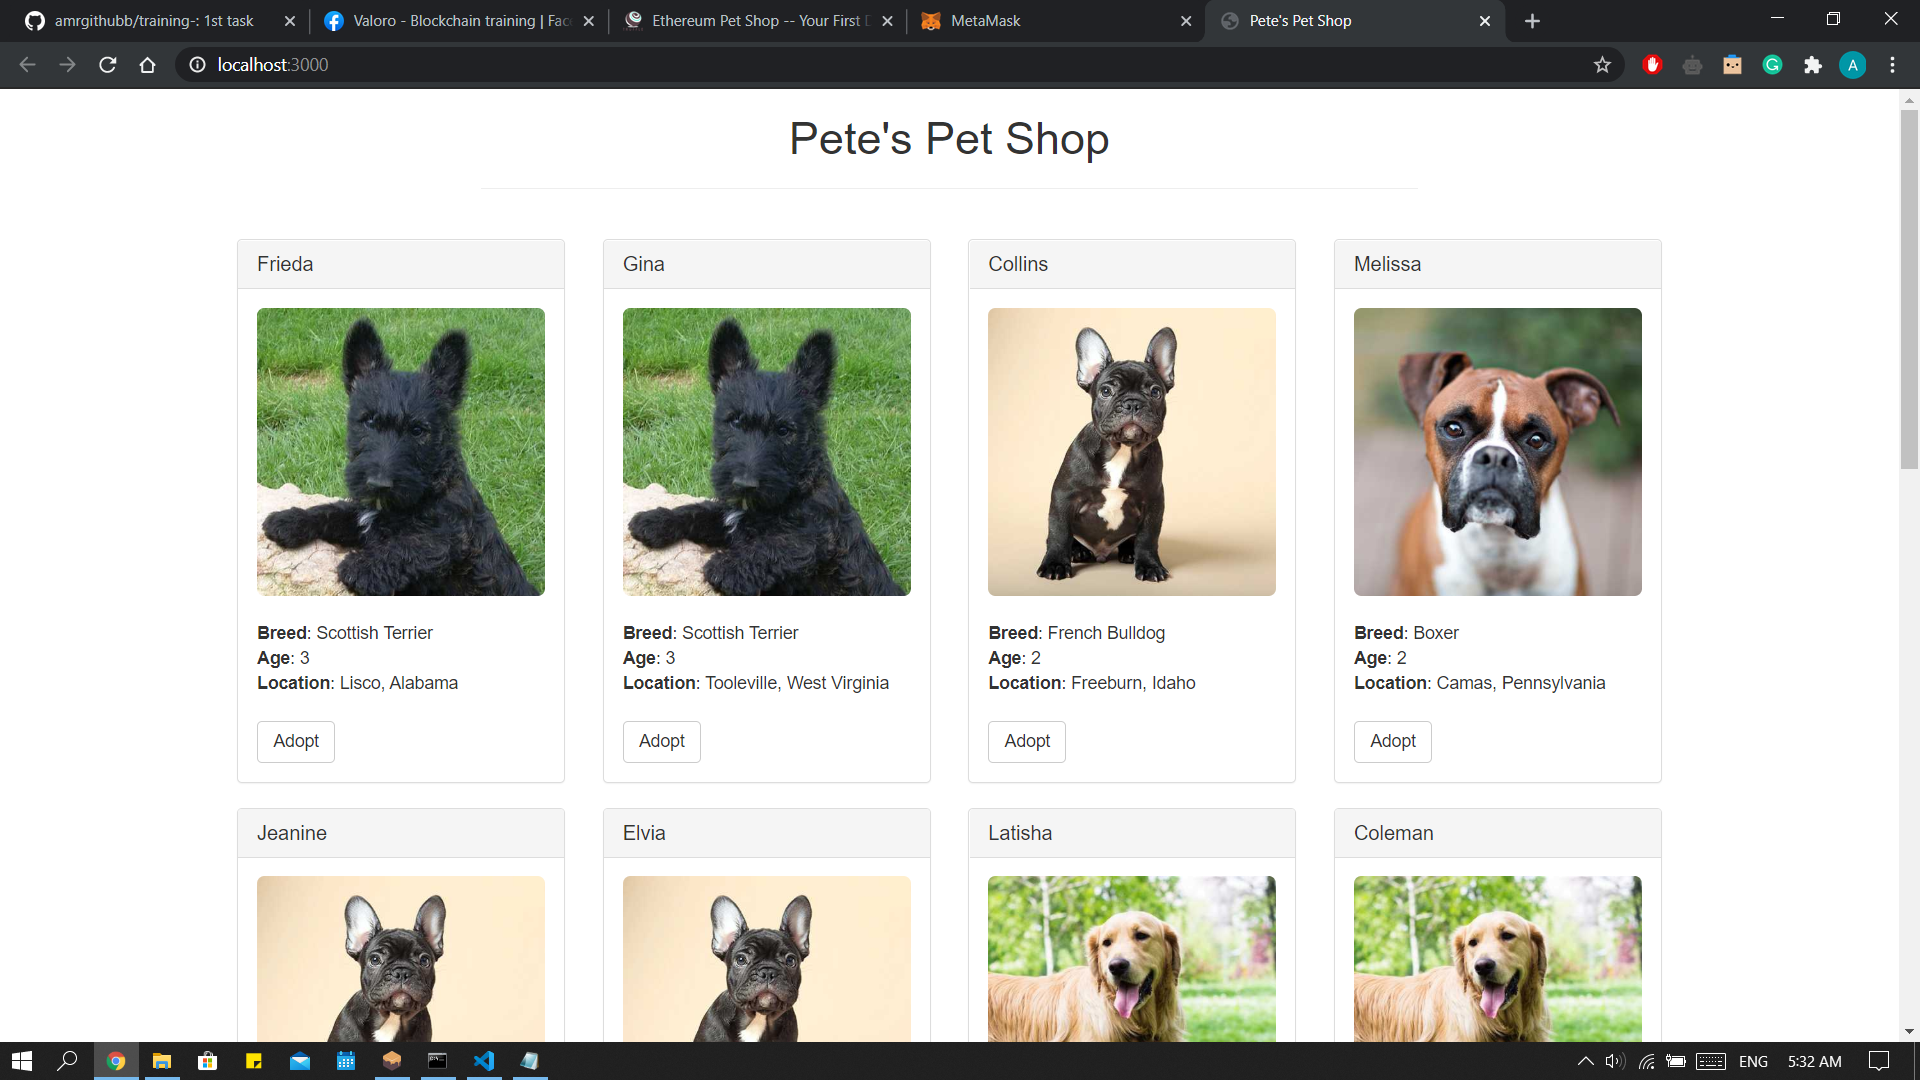 amrgithubb/training-: 1st task
Valoro - Blockchain training | Fac
Ethereum Pet Shop -- Your First D
MetaMask
Pete's Pet Shop
localhost:3000
A
Pete's Pet Shop
Frieda
Gina
Collins
Melissa
Breed: Scottish Terrier
Age: 3
Location: Lisco, Alabama
Adopt
Breed: Scottish Terrier
Age: 3
Location: Tooleville, West Virginia
Adopt
Breed: French Bulldog
Age: 2
Location: Freeburn, Idaho
Adopt
Breed: Boxer
Age: 2
Location: Camas, Pennsylvania
Adopt
Jeanine
Elvia
Latisha
Coleman
ENG
5:32 AM